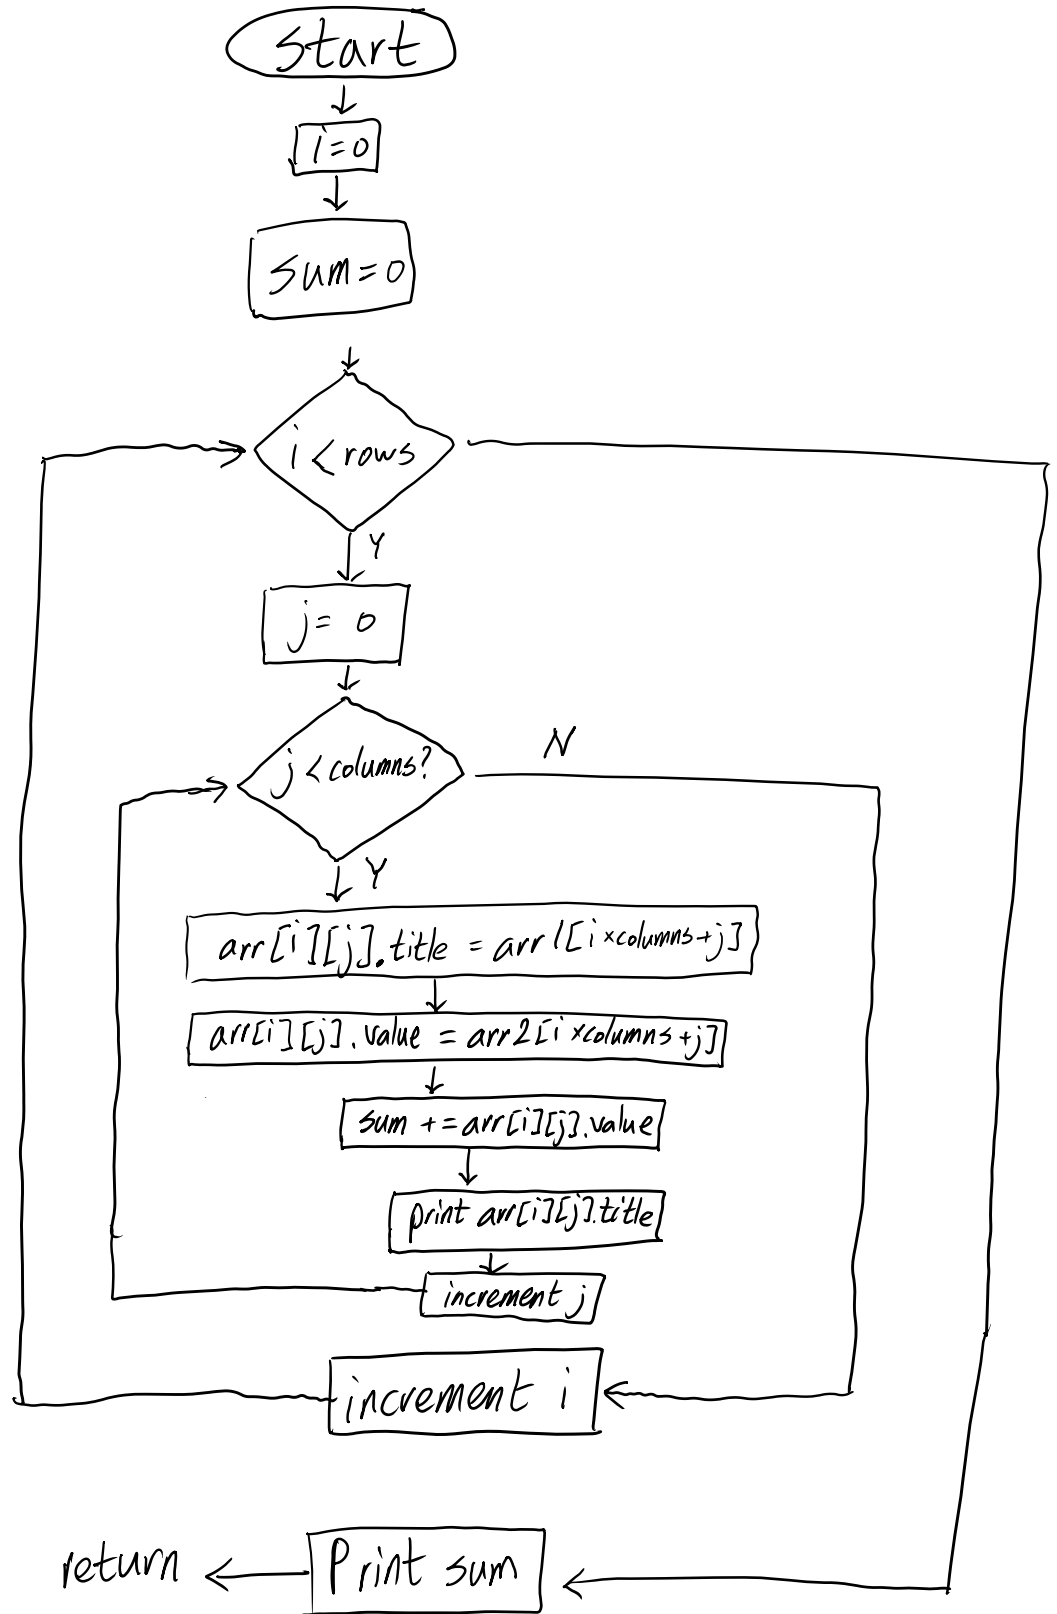 start
i=0
sum=0
i < rows
Y
j= 0
N
j < columns?
Y
arr[i][j].title = arr1[i×columns+j]
arr[i][j].value = arr2[i×columns+j]
sum += arr[i][j].value
print arr[i][j].title
increment j
increment i
return
Print sum